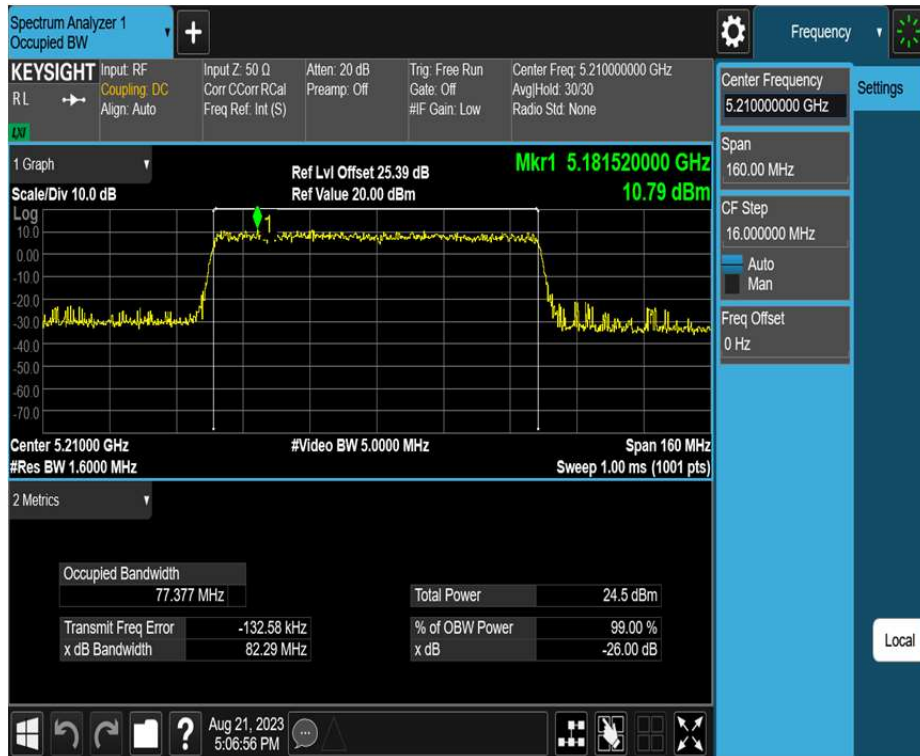 Spectrum Analyzer 1
Occupied BW
+
Frequency
KEYSIGHT
RL
LXI
Input: RF
Coupling: DC
Align: Auto
Input Z: 50 Ω
Corr CCorr RCal
Freq Ref: Int (S)
Atten: 20 dB
Preamp: Off
Trig: Free Run
Gate: Off
#IF Gain: Low
Center Freq: 5.210000000 GHz
Avg|Hold: 30/30
Radio Std: None
Center Frequency
5.210000000 GHz
Settings
Span
160.00 MHz
CF Step
16.000000 MHz
Auto
Man
Freq Offset
0 Hz
1 Graph
Scale/Div 10.0 dB
Ref Lvl Offset 25.39 dB
Ref Value 20.00 dBm
Mkr1 5.181520000 GHz
10.79 dBm
Log
10.0
0.00
-10.0
-20.0
-30.0
-40.0
-50.0
-60.0
-70.0
1
Center 5.21000 GHz
#Video BW 5.0000 MHz
Span 160 MHz
#Res BW 1.6000 MHz
Sweep 1.00 ms (1001 pts)
2 Metrics
Occupied Bandwidth
77.377 MHz
Total Power 24.5 dBm
Transmit Freq Error -132.58 kHz
% of OBW Power 99.00 %
x dB Bandwidth 82.29 MHz
x dB -26.00 dB
Local
?
Aug 21, 2023
5:06:56 PM